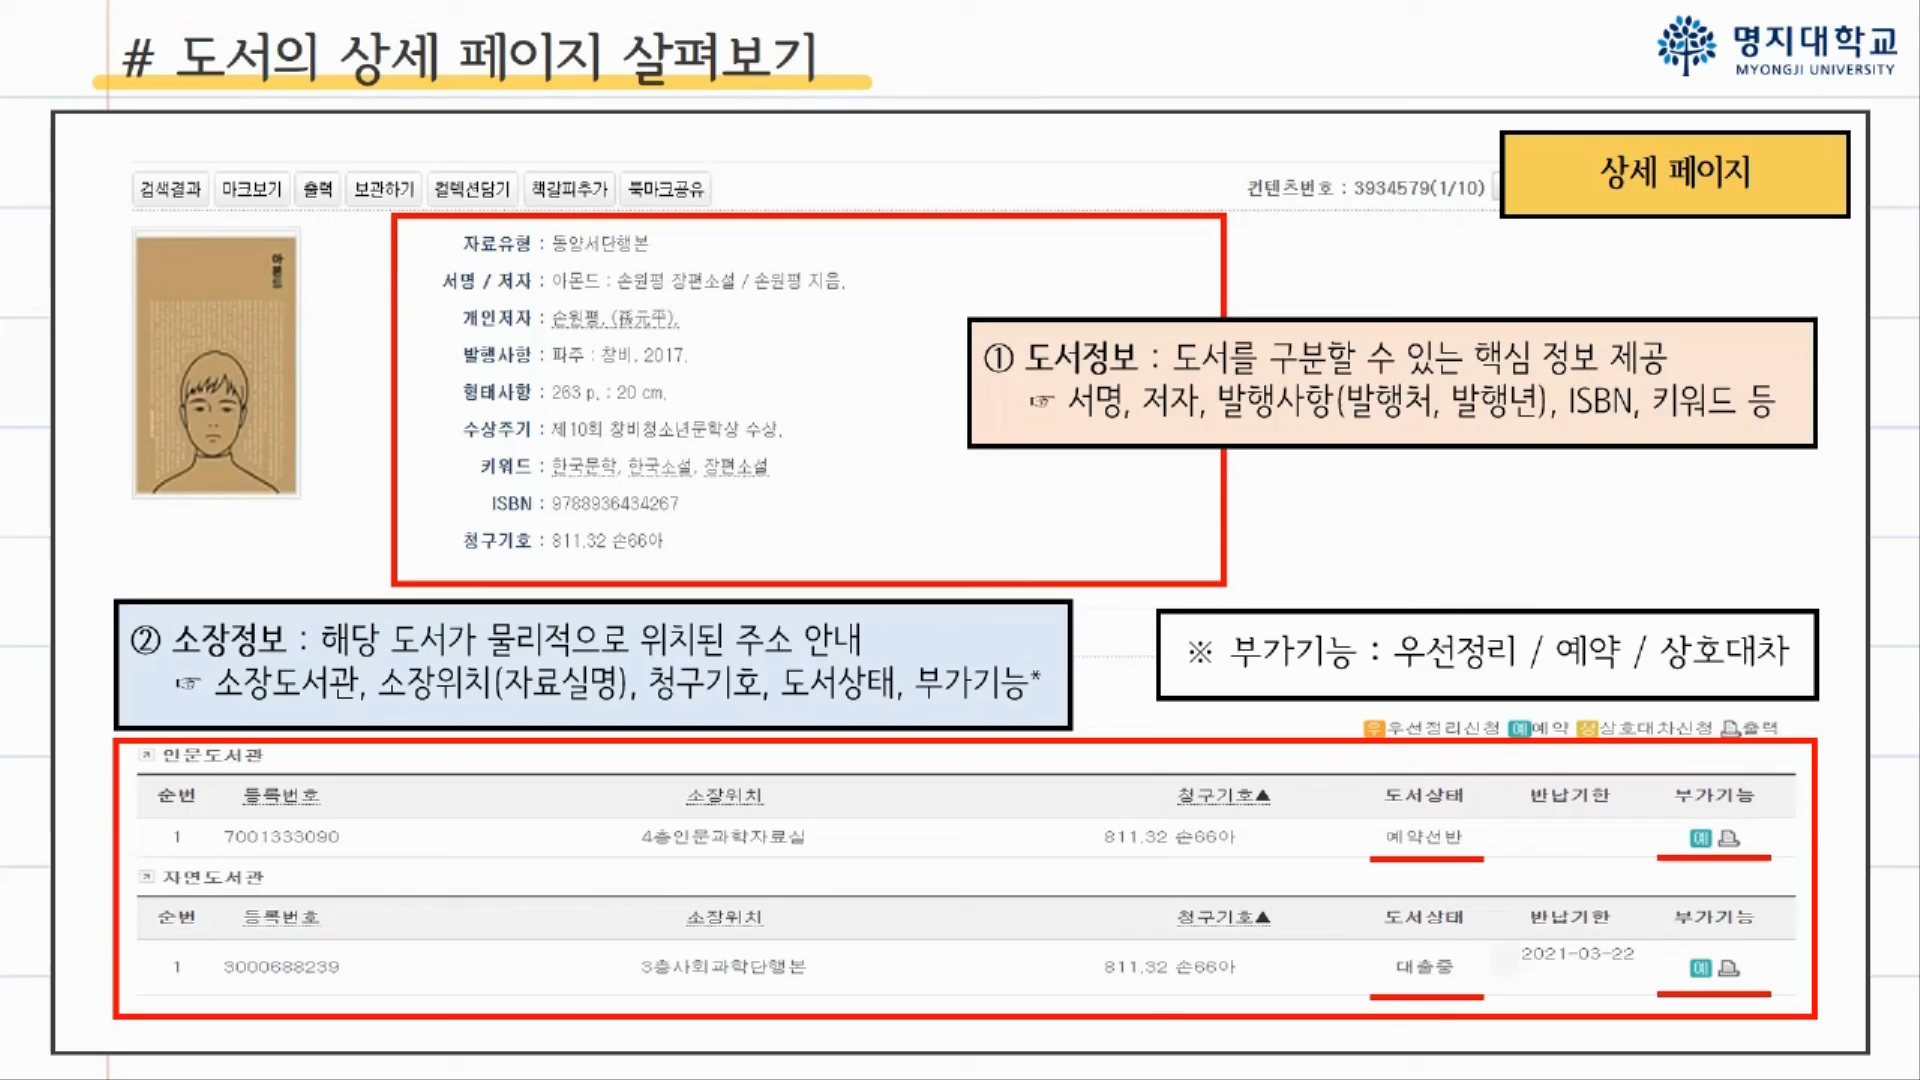 # 도서의 상세 페이지 살펴보기
명지대학교
MYONGJI UNIVERSITY
상세 페이지
검색결과 마크보기 출력 보관하기 컬렉션담기 책갈피추가 북마크공유
컨텐츠번호 : 3934579(1/10)
아몬드
자료유형 : 동양서단행본
서명 / 저자 : 아몬드 : 손원평 장편소설 / 손원평 지음.
개인저자 : 손원평, (孫元平),
발행사항 : 파주 : 창비, 2017.
형태사항 : 263 p. : 20 cm.
수상주기 : 제10회 창비청소년문학상 수상.
키워드 : 한국문학, 한국소설, 장편소설
ISBN : 9788936434267
청구기호 : 811.32 손66아
① 도서정보 : 도서를 구분할 수 있는 핵심 정보 제공
☞ 서명, 저자, 발행사항(발행처, 발행년), ISBN, 키워드 등
② 소장정보 : 해당 도서가 물리적으로 위치된 주소 안내
☞ 소장도서관, 소장위치(자료실명), 청구기호, 도서상태, 부가기능*
※ 부가기능 : 우선정리 / 예약 / 상호대차
우 우선정리신청 예 예약 상 상호대차신청 출력
인문도서관
순번 등록번호 소장위치 청구기호▲ 도서상태 반납기한 부가기능
1 7001333090 4층인문과학자료실 811.32 손66아 예약선반 예
자연도서관
순번 등록번호 소장위치 청구기호▲ 도서상태 반납기한 부가기능
1 3000688239 3층사회과학단행본 811.32 손66아 대출중 2021-03-22 예